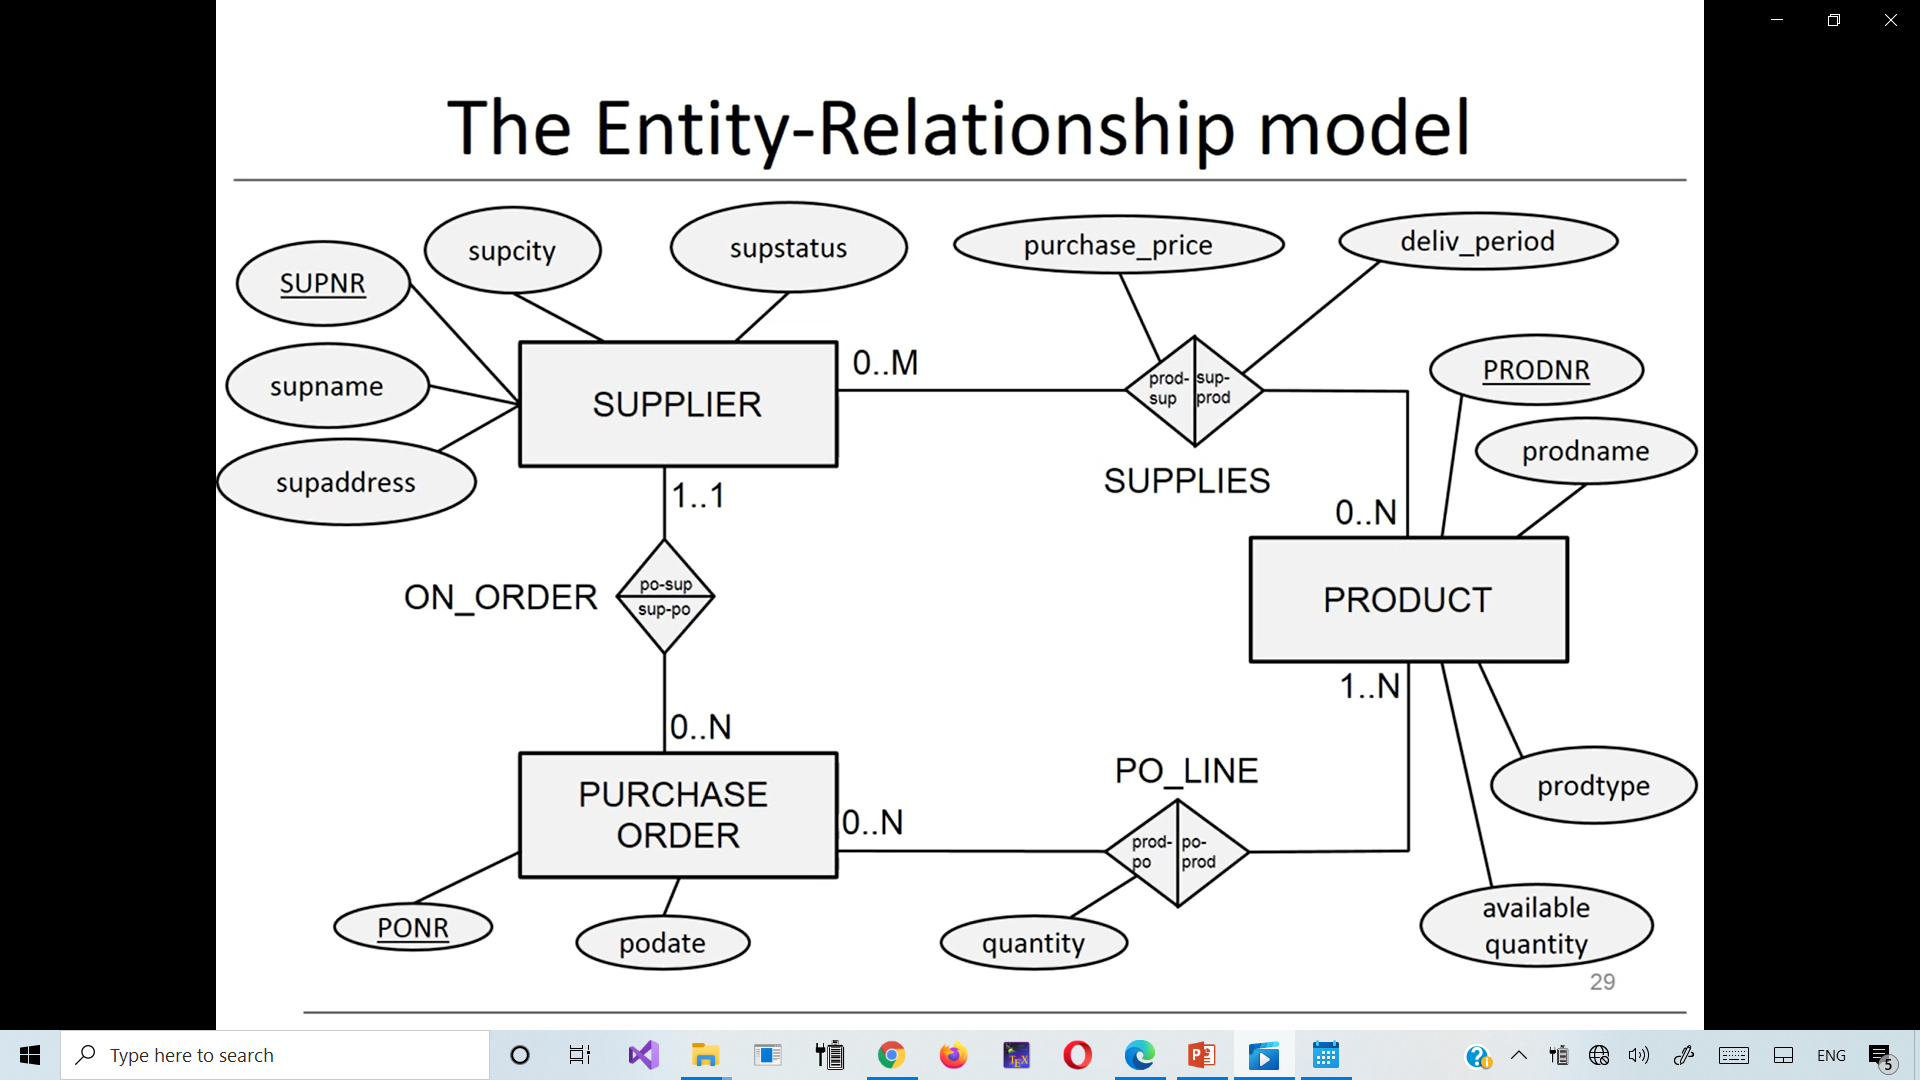 The Entity-Relationship model
supcity
supstatus
purchase_price
deliv_period
SUPNR
supname
supaddress
SUPPLIER
0..M
prod-
sup
sup-
prod
SUPPLIES
PRODNR
prodname
0..N
1..1
ON_ORDER
po-sup
sup-po
PRODUCT
0..N
1..N
PURCHASE
ORDER
0..N
PO_LINE
prod-
po
po-
prod
prodtype
PONR
podate
quantity
available
quantity
29
Type here to search
TEX
ENG
5